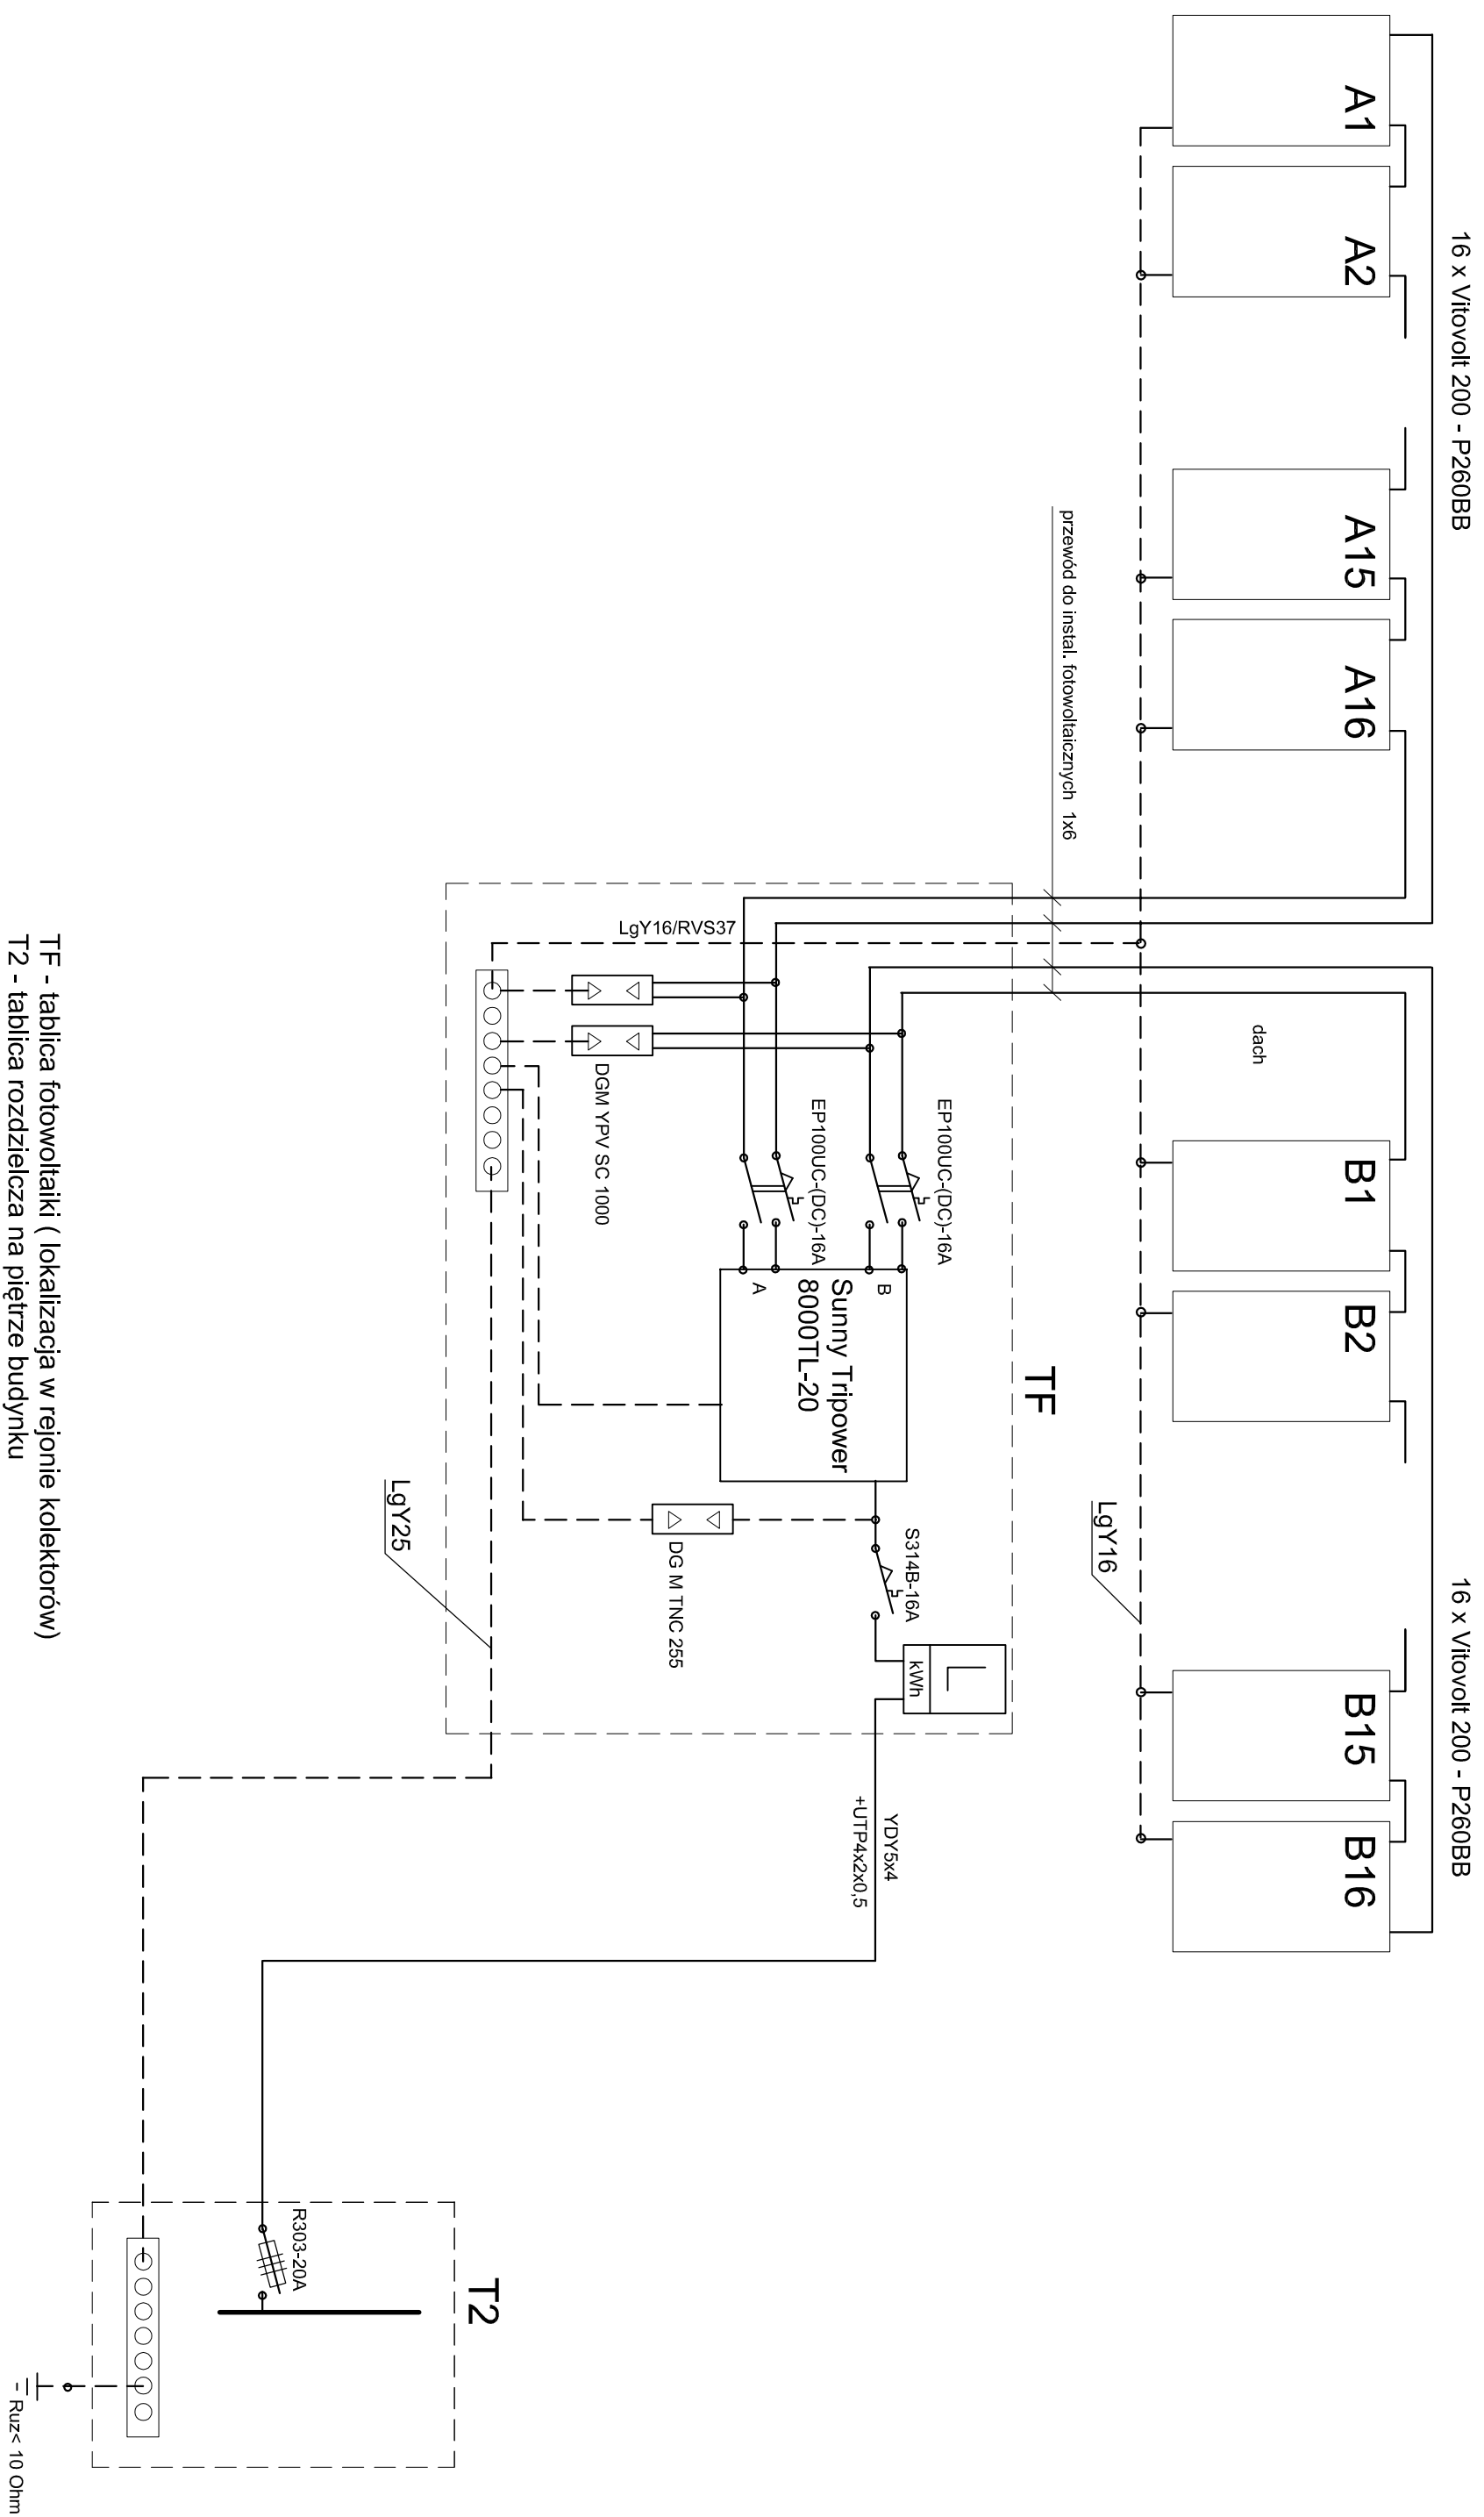 16 x Vitovolt 200 - P260BB
16 x Vitovolt 200 - P260BB
A1
A2
A15
A16
B1
B2
B15
B16
dach
przewód do instal. fotowoltaicznych 1x6
LgY16
TF
EP100UC-(DC)-16A
EP100UC-(DC)-16A
S314B-16A
kWh
B
A
Sunny Tripower
8000TL-20
YDY5x4
+UTP4x2x0,5
LgY16/RVS37
DGM YPV SC 1000
DG M TNC 255
LgY25
T2
R303-20A
TF - tablica fotowoltaiki ( lokalizacja w rejonie kolektorów)
T2 - tablica rozdzielcza na piętrze budynku
Ruz< 10 Ohm